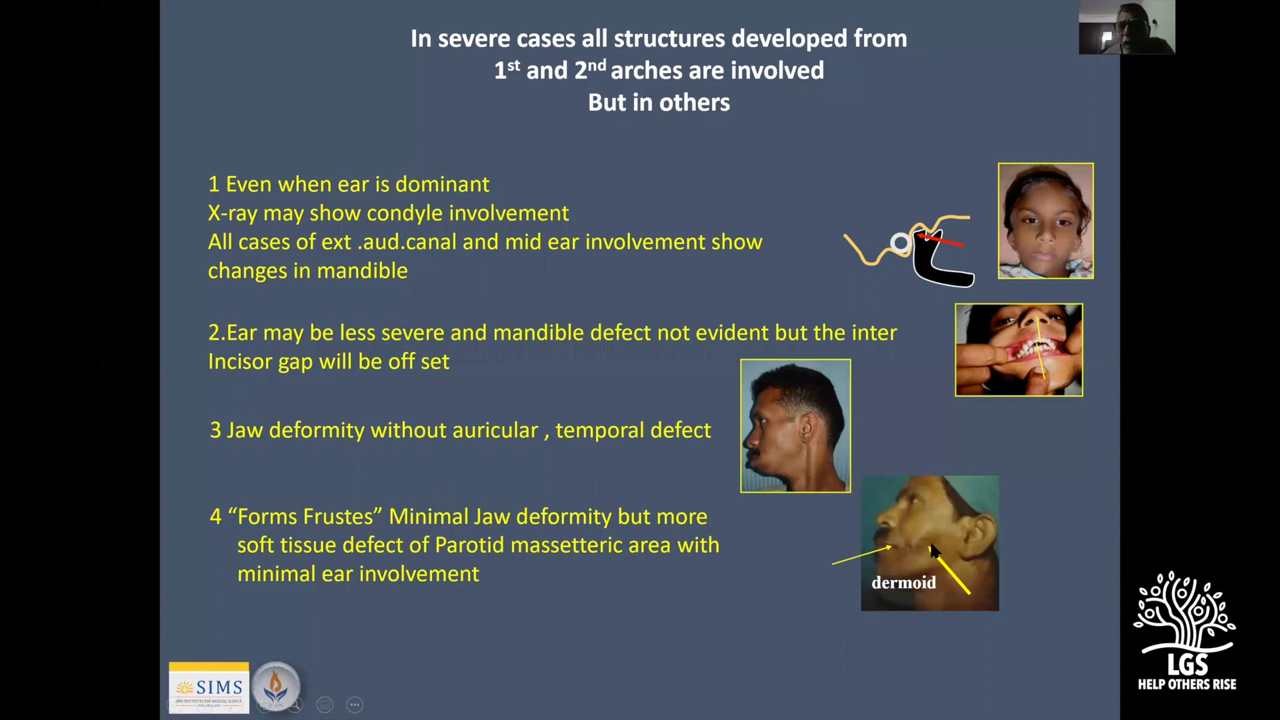 In severe cases all structures developed from
1st and 2nd arches are involved
But in others
1 Even when ear is dominant
X-ray may show condyle involvement
All cases of ext .aud.canal and mid ear involvement show
changes in mandible
2.Ear may be less severe and mandible defect not evident but the inter
Incisor gap will be off set
3 Jaw deformity without auricular , temporal defect
4 “Forms Frustes” Minimal Jaw deformity but more
soft tissue defect of Parotid massetteric area with
minimal ear involvement
dermoid
SIMS
LGS
HELP OTHERS RISE